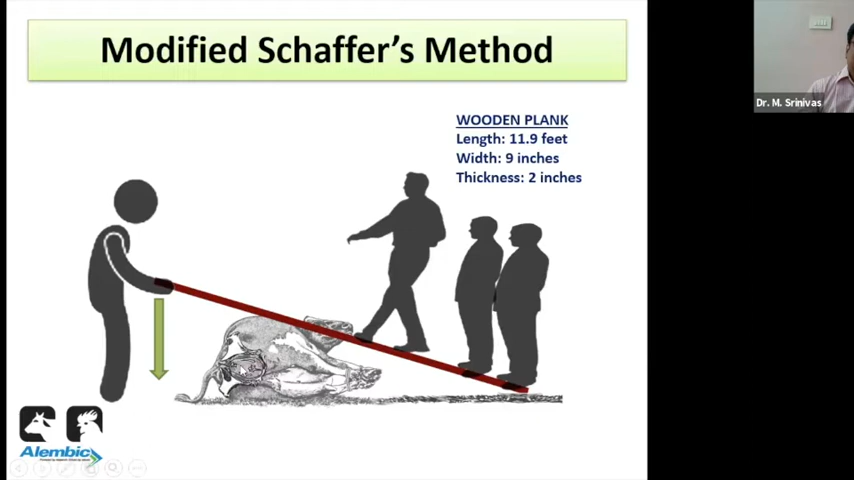 Modified Schaffer's Method
WOODEN PLANK
Length: 11.9 feet
Width: 9 inches
Thickness: 2 inches
Dr. M. Srinivas
Alembic